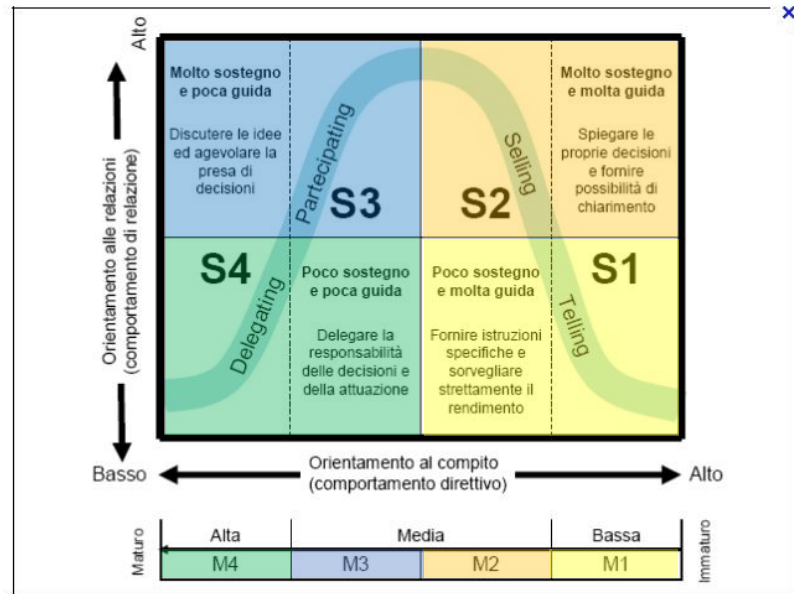 Alto
Orientamento alle relazioni
(comportamento di relazione)
Basso
Molto sostegno
e poca guida
Discutere le idee
ed agevolare la
presa di
decisioni
Partecipating
S3
Selling
S2
Molto sostegno
e molta guida
Spiegare le
proprie decisioni
e fornire
possibilità di
chiarimento
S4
Delegating
Poco sostegno
e poca guida
Delegare la
responsabilità
delle decisioni e
della attuazione
Poco sostegno
e molta guida
Fornire istruzioni
specifiche e
sorvegliare
strettamente il
rendimento
Telling
S1
Orientamento al compito
(comportamento direttivo)
Alto
Maturo
Alta
Media
Bassa
Immaturo
M4
M3
M2
M1